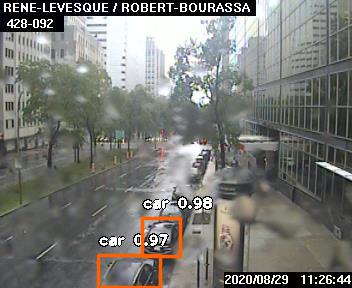 RENE-LEVESQUE / ROBERT-BOURASSA
428-092
car 0.98
car 0.97
2020/08/29 11:26:44